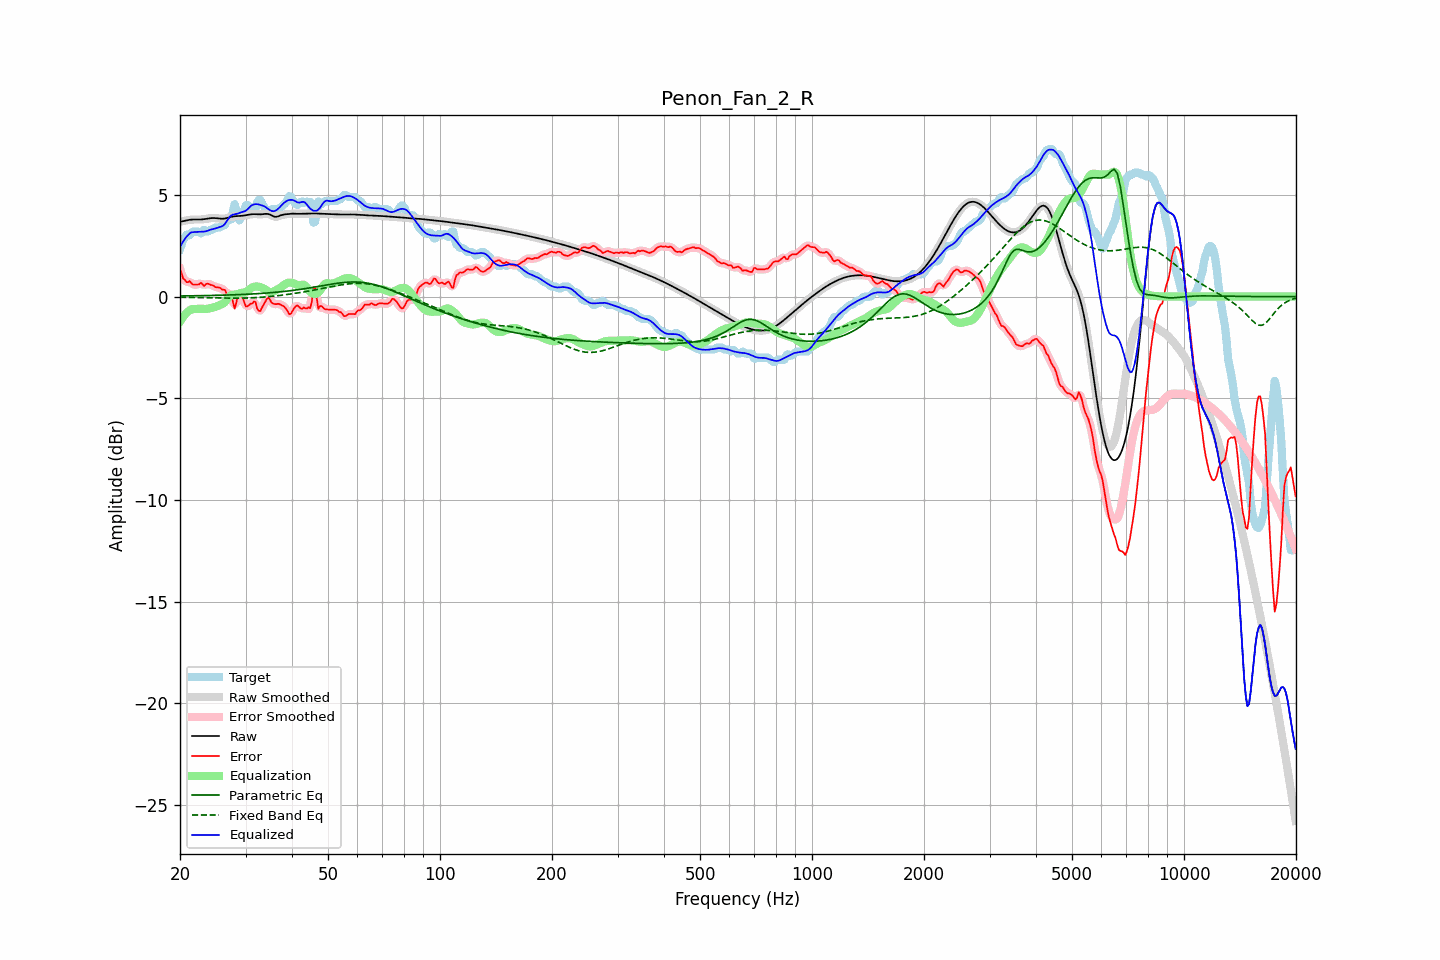 Penon_Fan_2_R
Amplitude (dBr)
5
0
−5
−10
−15
−20
−25
Target
Raw Smoothed
Error Smoothed
Raw
Error
Equalization
Parametric Eq
Fixed Band Eq
Equalized
20 50 100 200 500 1000 2000 5000 10000 20000
Frequency (Hz)